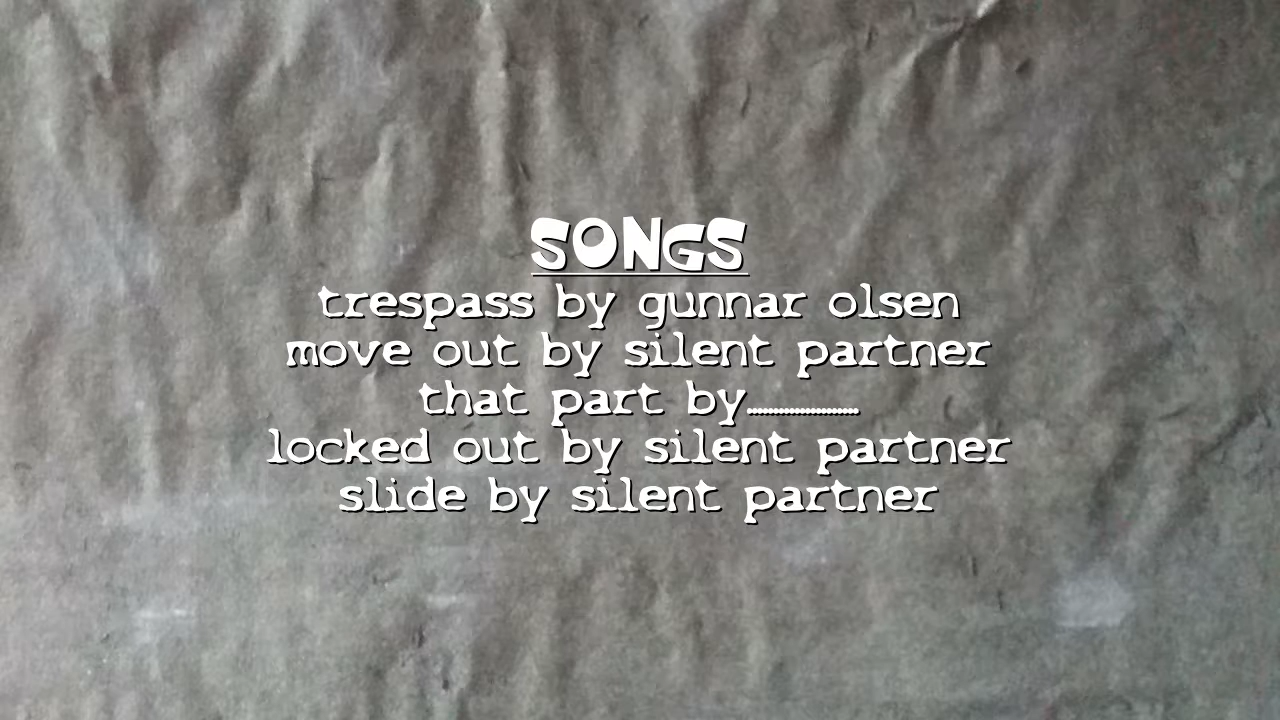 SONGS
trespass by gunnar olsen
move out by silent partner
that part by......................
locked out by silent partner
slide by silent partner